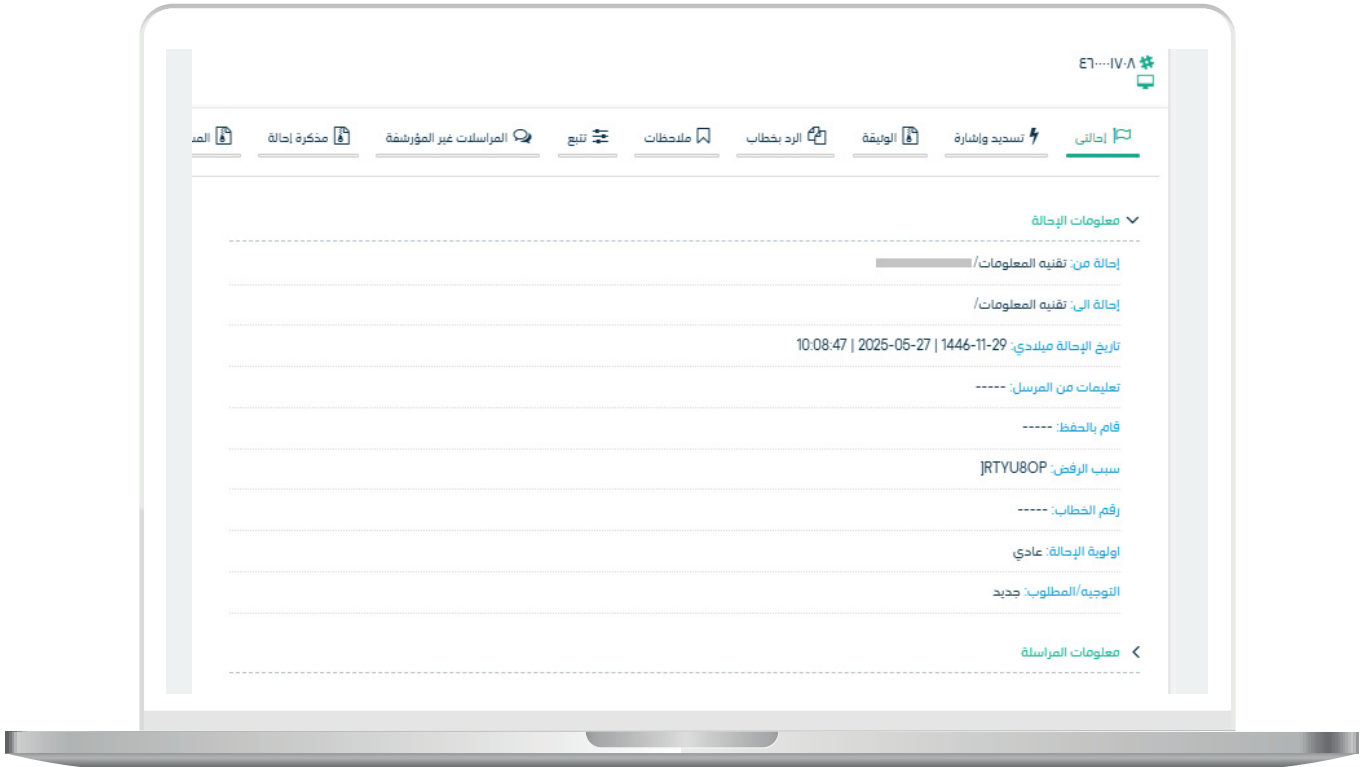 ٤٦٠٠٠٠١٧٠٨
إحالتي تسديد وإشارة الوثيقة الرد بخطاب ملاحظات تتبع المراسلات غير المؤرشفة مذكرة إحالة
معلومات الإحالة
إحالة من: تقنيه المعلومات/
إحالة الى: تقنيه المعلومات/
تاريخ الإحالة ميلادي: 29-11-1446 | 27-05-2025 | 10:08:47
تعليمات من المرسل: -----
قام بالحفظ: -----
سبب الرفض: RTYU8OP[
رقم الخطاب: -----
اولوية الإحالة: عادي
التوجيه/المطلوب: جديد
معلومات المراسلة